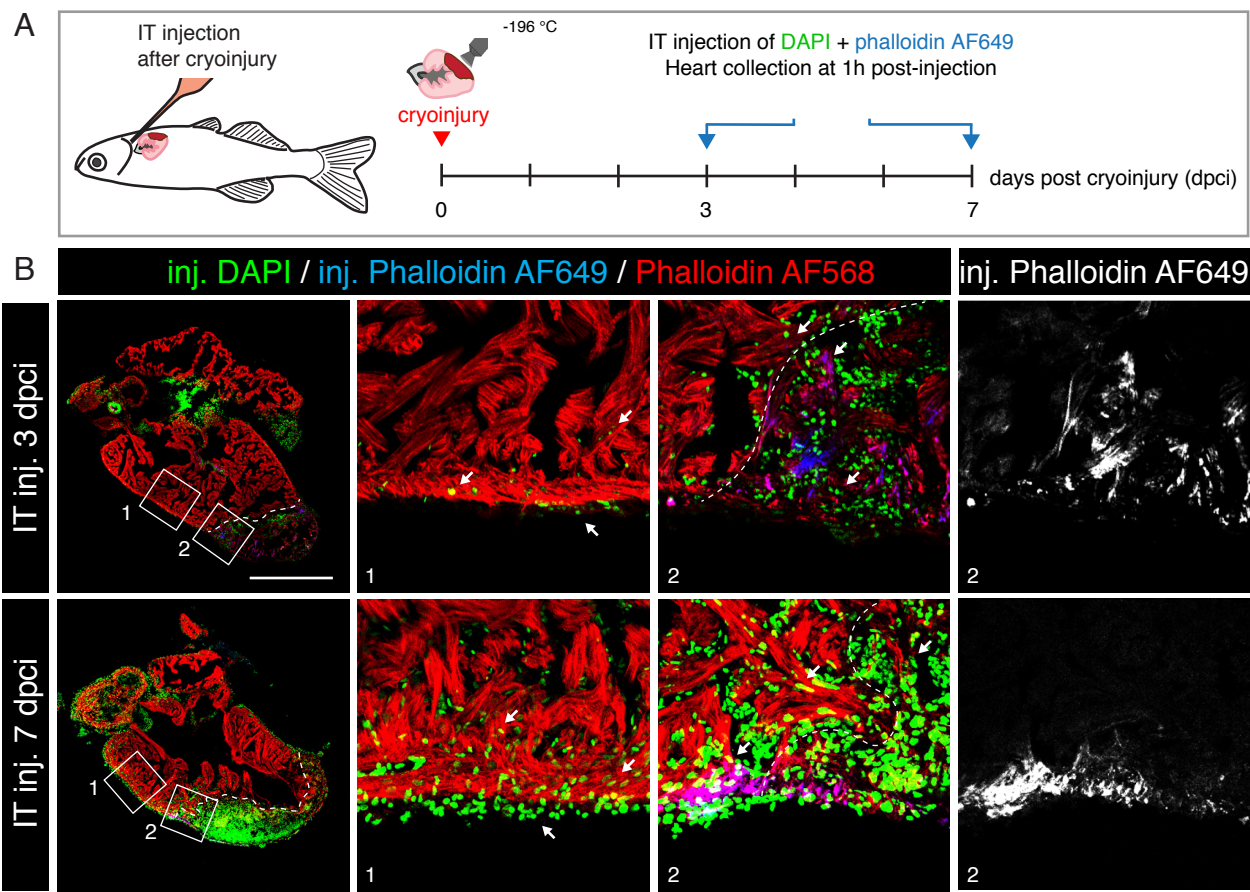 A
IT injection
after cryoinjury
-196 °C
cryoinjury
IT injection of DAPI + phalloidin AF649
Heart collection at 1h post-injection
0
3
7
days post cryoinjury (dpci)
B
inj. DAPI / inj. Phalloidin AF649 / Phalloidin AF568
inj. Phalloidin AF649
IT inj. 3 dpci
1
2
1
2
2
IT inj. 7 dpci
1
2
1
2
2